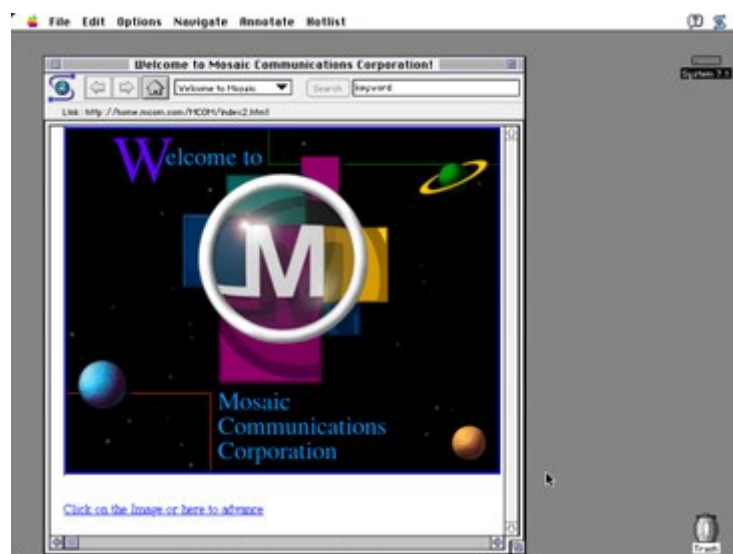 File Edit Options Navigate Annotate Hotlist
Welcome to Mosaic Communications Corporation!
System 7.1
Welcome to Mosaic
Search
keyword
Link: http://home.mcom.com/MCOM/index2.html
Welcome to
M
Mosaic
Communications
Corporation
Click on the Image or here to advance
Trash